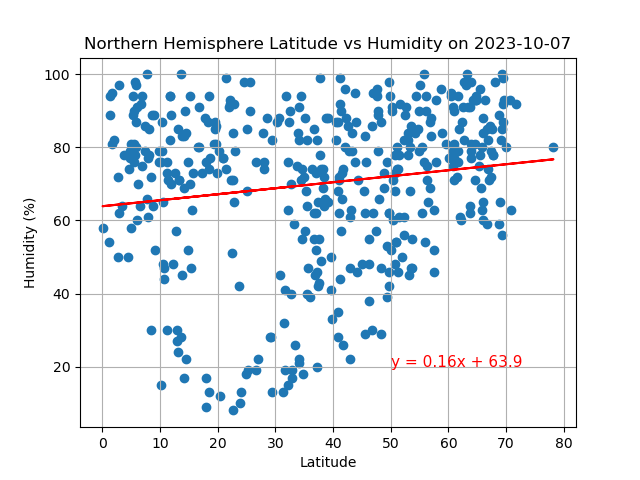 Northern Hemisphere Latitude vs Humidity on 2023-10-07
100
80
60
40
20
Humidity (%)
y = 0.16x + 63.9
0 10 20 30 40 50 60 70 80
Latitude